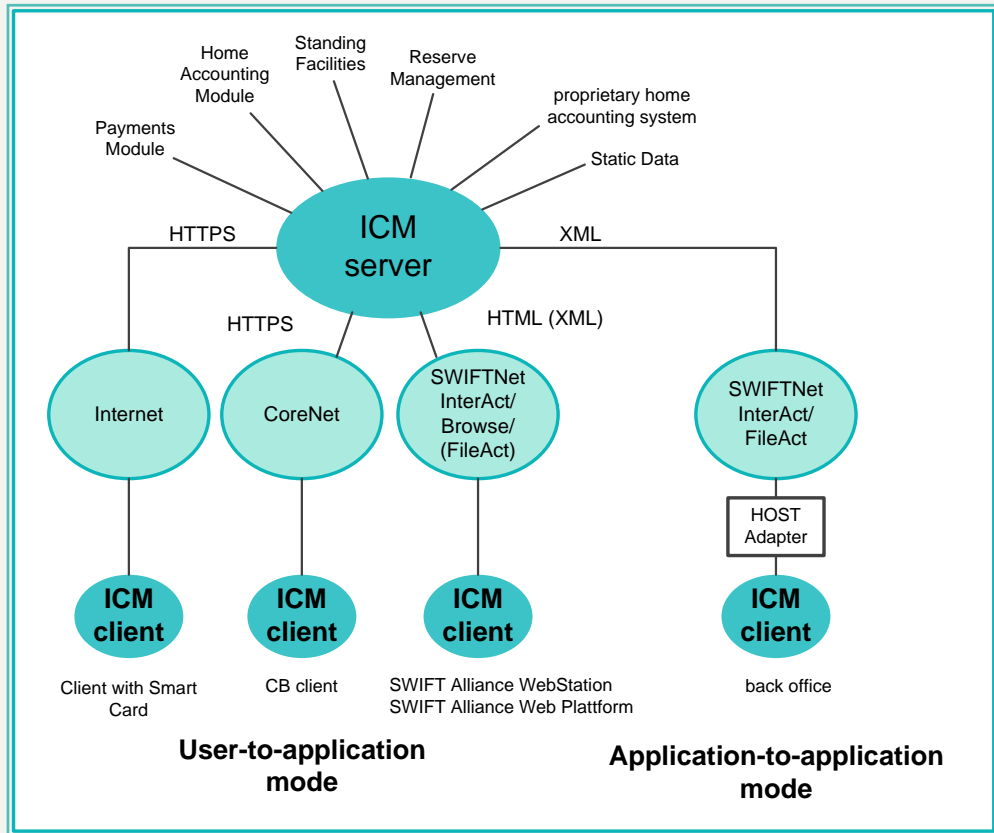 Standing
Facilities
Home
Accounting
Module
Reserve
Management
proprietary home
accounting system
Payments
Module
Static Data
ICM
server
HTTPS
XML
HTTPS
HTML (XML)
Internet
CoreNet
SWIFTNet
InterAct/
Browse/
(FileAct)
SWIFTNet
InterAct/
FileAct
HOST
Adapter
ICM
client
ICM
client
ICM
client
ICM
client
Client with Smart
Card
CB client
SWIFT Alliance WebStation
SWIFT Alliance Web Plattform
back office
User-to-application
mode
Application-to-application
mode